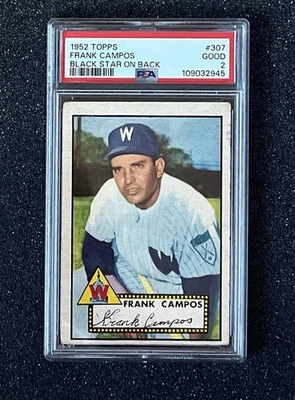 1952 TOPPS #307
FRANK CAMPOS GOOD
BLACK STAR ON BACK 2
PSA 109032945
W
W
FRANK CAMPOS
Frank Campos